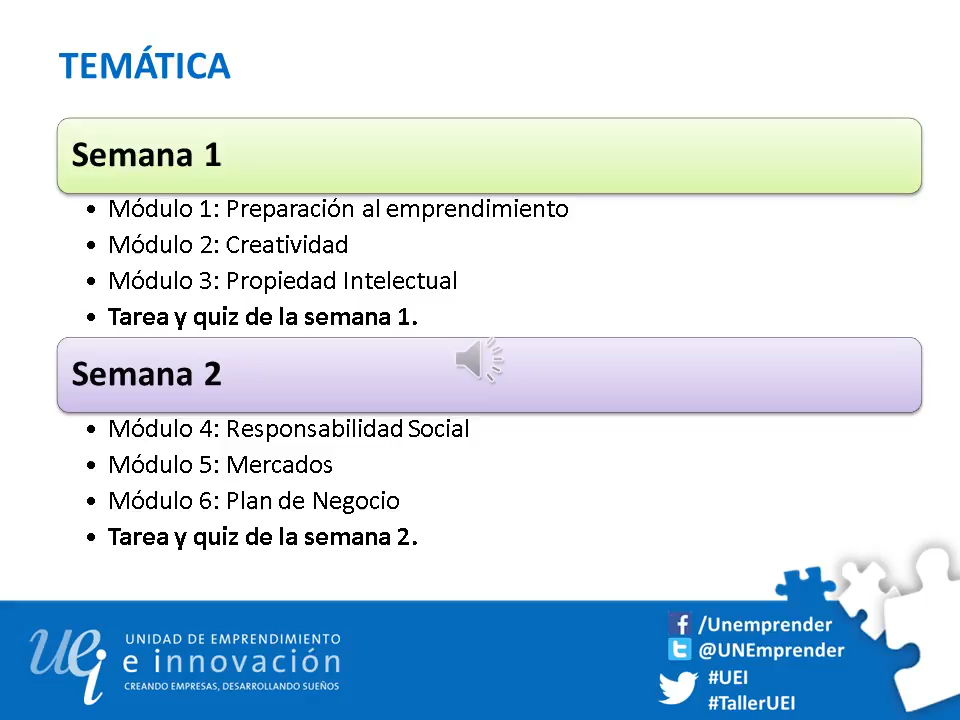 TEMÁTICA
Semana 1
• Módulo 1: Preparación al emprendimiento
• Módulo 2: Creatividad
• Módulo 3: Propiedad Intelectual
• Tarea y quiz de la semana 1.
Semana 2
• Módulo 4: Responsabilidad Social
• Módulo 5: Mercados
• Módulo 6: Plan de Negocio
• Tarea y quiz de la semana 2.
uei
UNIDAD DE EMPRENDIMIENTO
e innovación
CREANDO EMPRESAS, DESARROLLANDO SUEÑOS
/Unemprender
@UNEmprender
#UEI
#TallerUEI